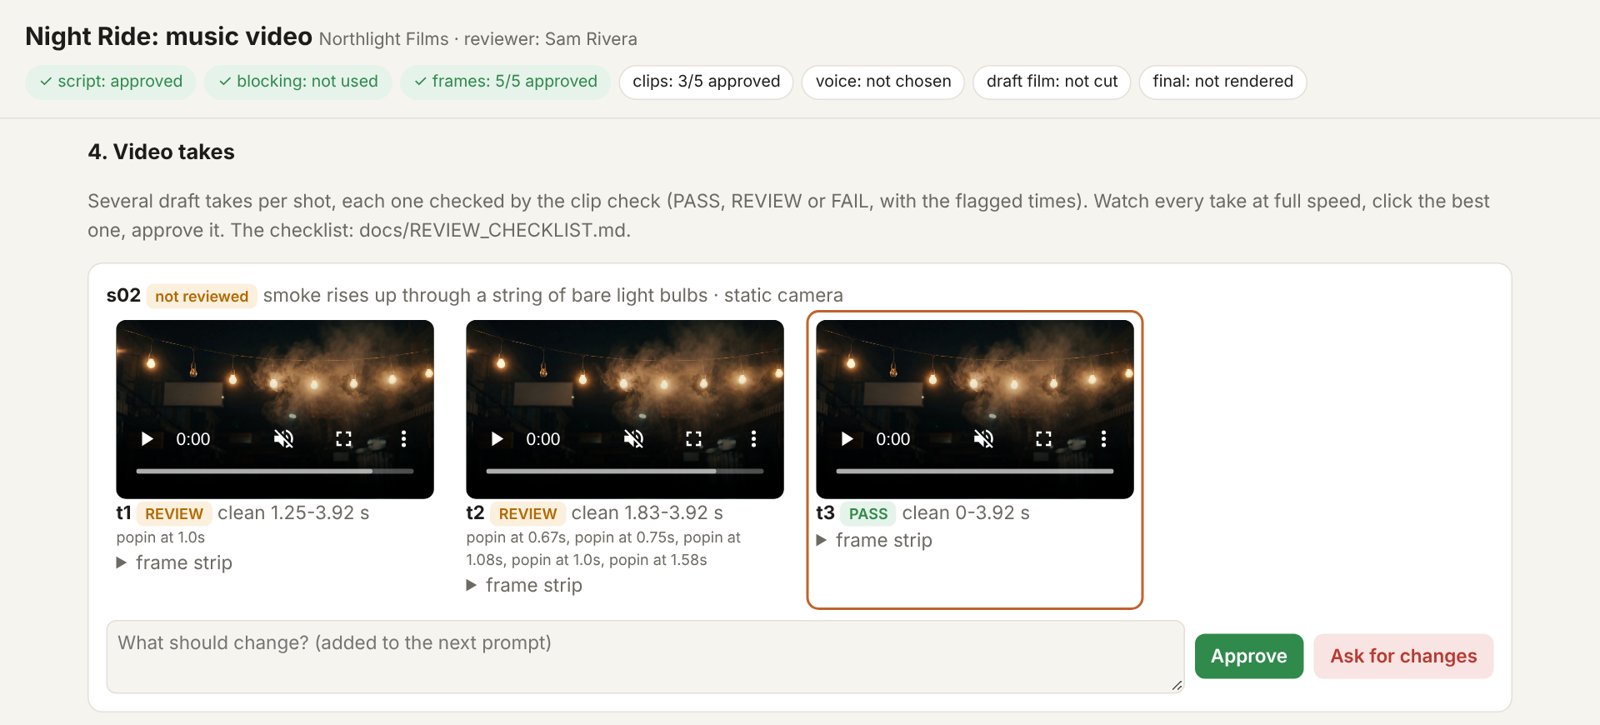 Night Ride: music video Northlight Films · reviewer: Sam Rivera
✓ script: approved ✓ blocking: not used ✓ frames: 5/5 approved clips: 3/5 approved voice: not chosen draft film: not cut final: not rendered
4. Video takes
Several draft takes per shot, each one checked by the clip check (PASS, REVIEW or FAIL, with the flagged times). Watch every take at full speed, click the best
one, approve it. The checklist: docs/REVIEW_CHECKLIST.md.
s02 not reviewed smoke rises up through a string of bare light bulbs · static camera
0:00
t1 REVIEW clean 1.25-3.92 s
popin at 1.0s
▶ frame strip
0:00
t2 REVIEW clean 1.83-3.92 s
popin at 0.67s, popin at 0.75s, popin at
1.08s, popin at 1.0s, popin at 1.58s
▶ frame strip
0:00
t3 PASS clean 0-3.92 s
▶ frame strip
What should change? (added to the next prompt)
Approve
Ask for changes